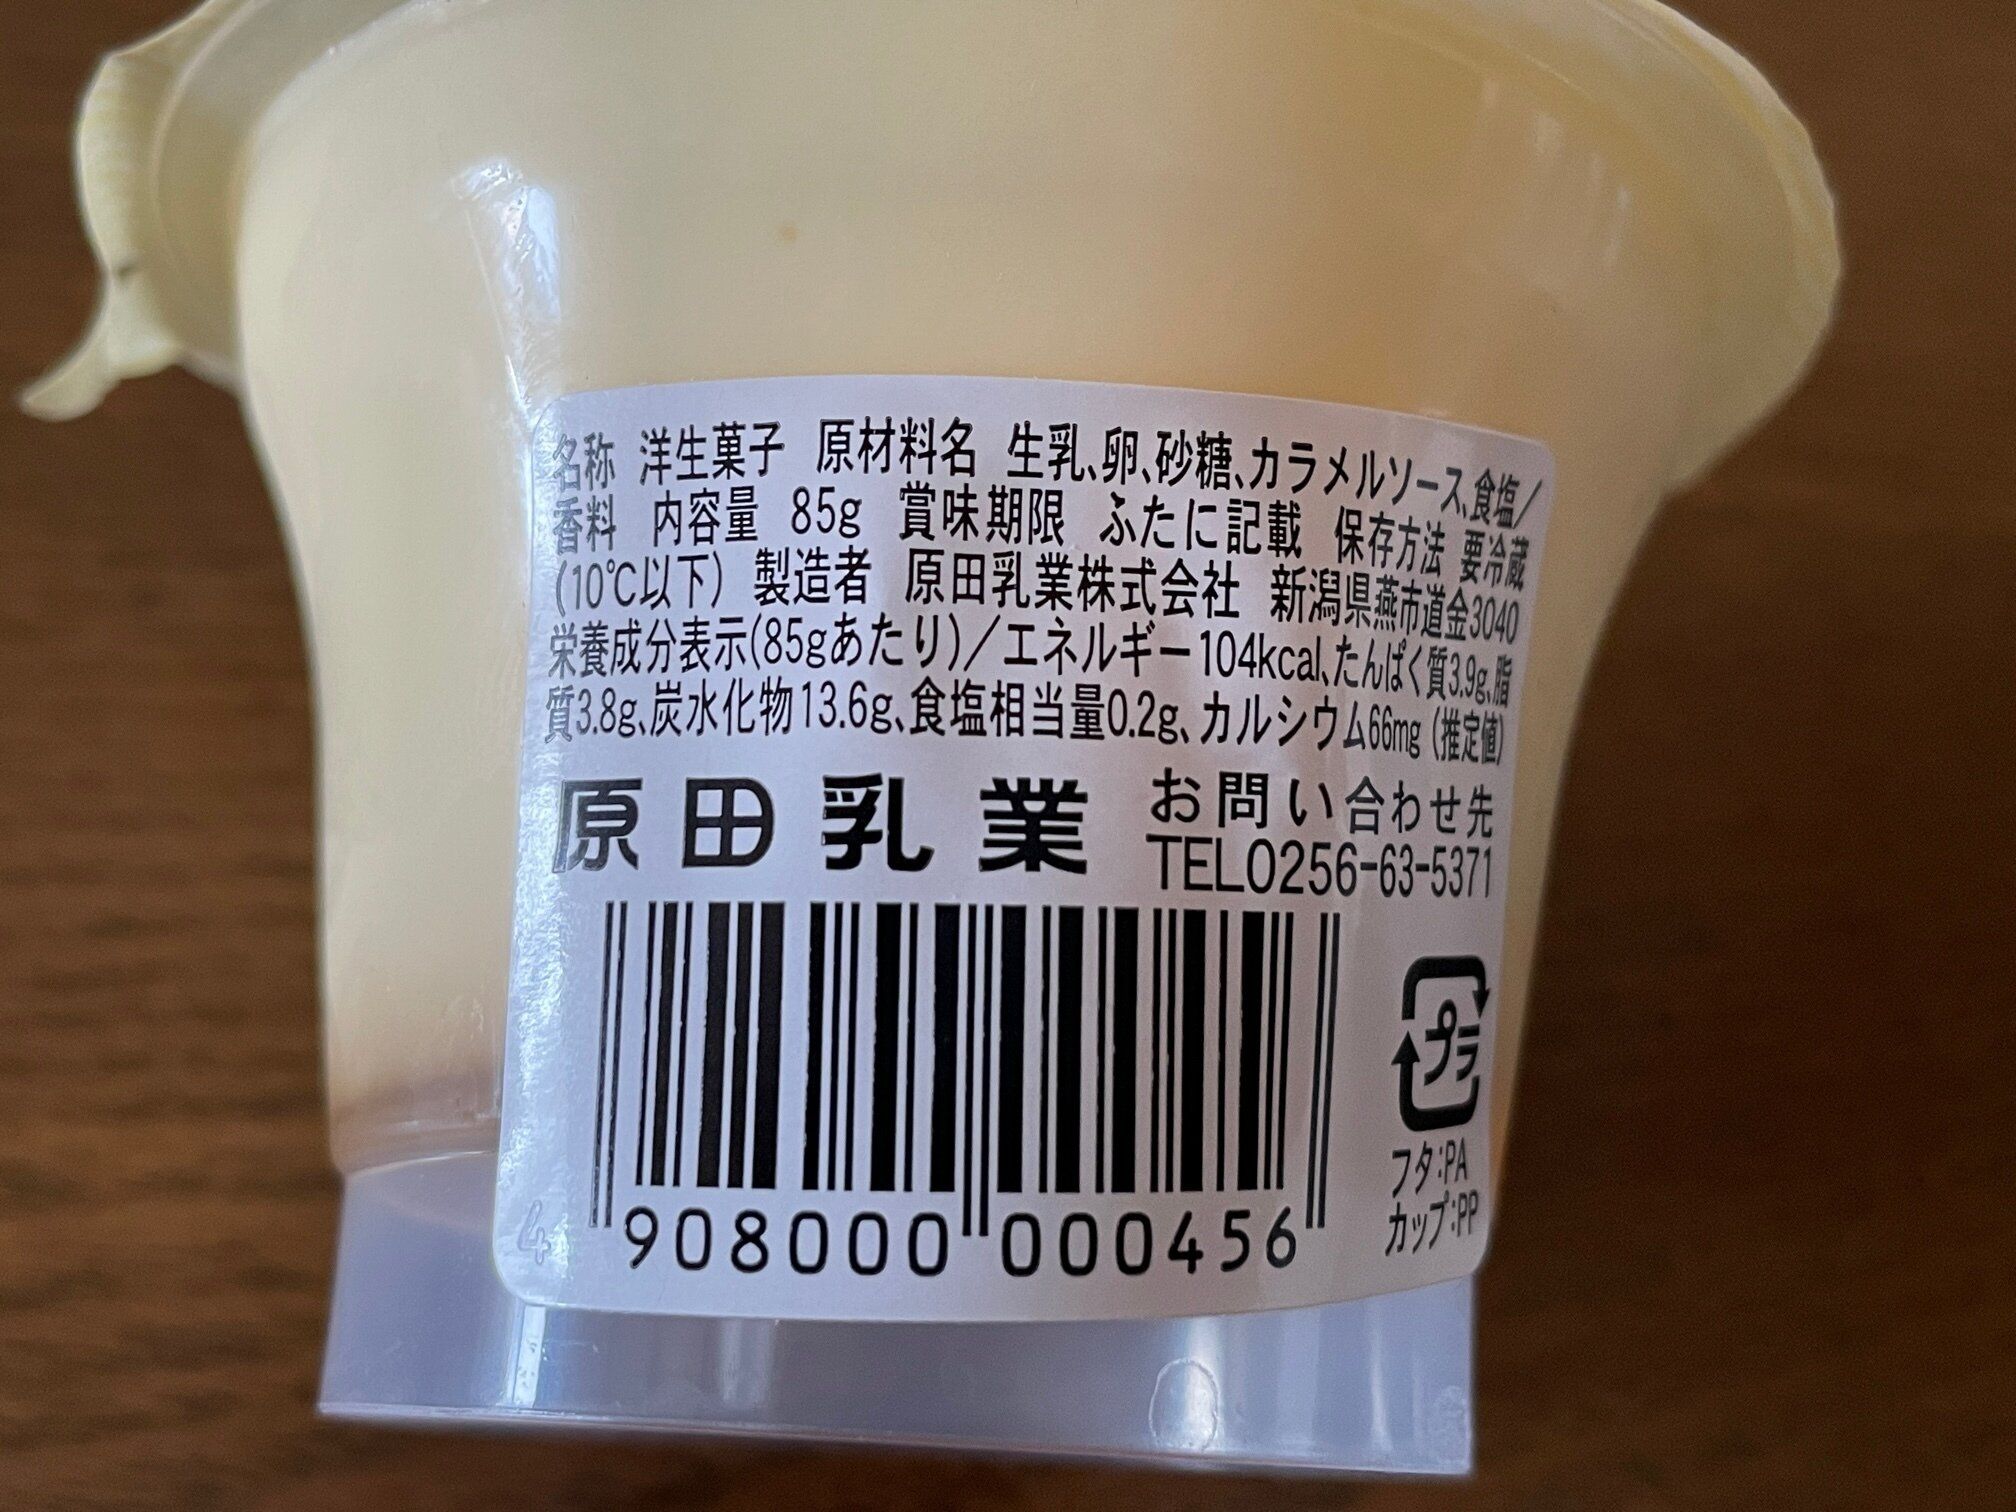 名称 洋生菓子 原材料名 生乳、卵、砂糖、カラメルソース、食塩/
香料 内容量 85g 賞味期限 ふたに記載 保存方法 要冷蔵
(10℃以下) 製造者 原田乳業株式会社 新潟県燕市道金3040
栄養成分表示(85gあたり)/エネルギー104kcal、たんぱく質3.9g、脂
質3.8g、炭水化物13.6g、食塩相当量0.2g、カルシウム66mg (推定値)
原田乳業
お問い合わせ先
TEL0256-63-5371
プラ
フタ:PA
カップ:PP
4
908000 000456